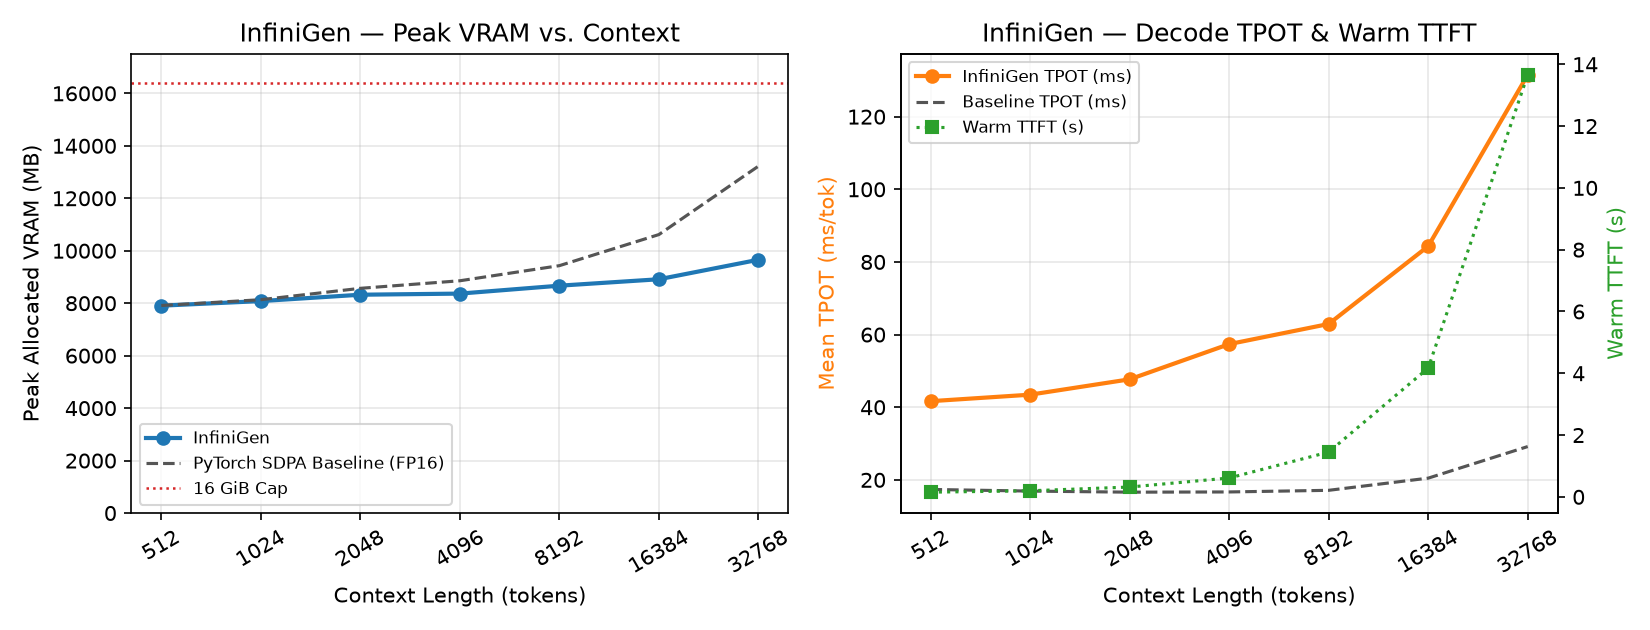 InfiniGen — Peak VRAM vs. Context
Peak Allocated VRAM (MB)
16000
14000
12000
10000
8000
6000
4000
2000
0
InfiniGen
PyTorch SDPA Baseline (FP16)
16 GiB Cap
512
1024
2048
4096
8192
16384
32768
Context Length (tokens)
InfiniGen — Decode TPOT & Warm TTFT
Mean TPOT (ms/tok)
120
100
80
60
40
20
InfiniGen TPOT (ms)
Baseline TPOT (ms)
Warm TTFT (s)
14
12
10
8
6
4
2
0
Warm TTFT (s)
512
1024
2048
4096
8192
16384
32768
Context Length (tokens)